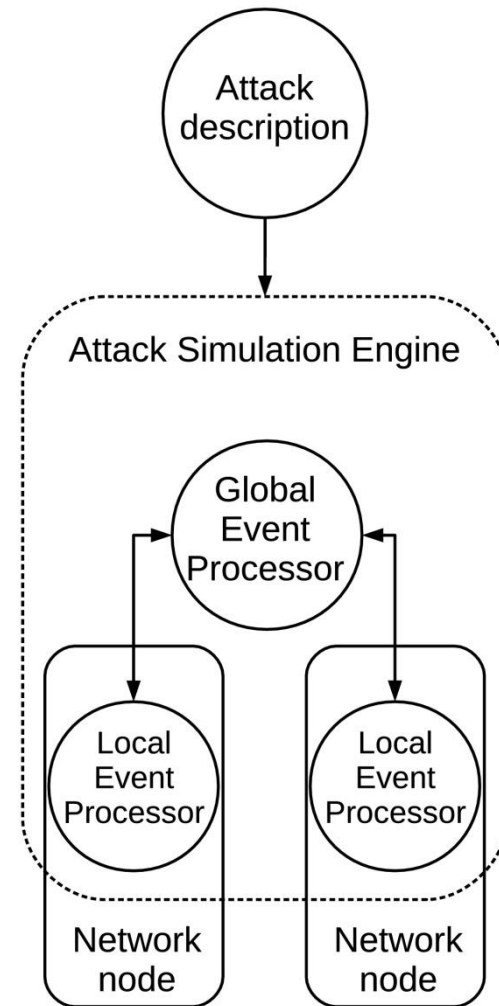 Attack
description
Attack Simulation Engine
Global
Event
Processor
Local
Event
Processor
Local
Event
Processor
Network
node
Network
node